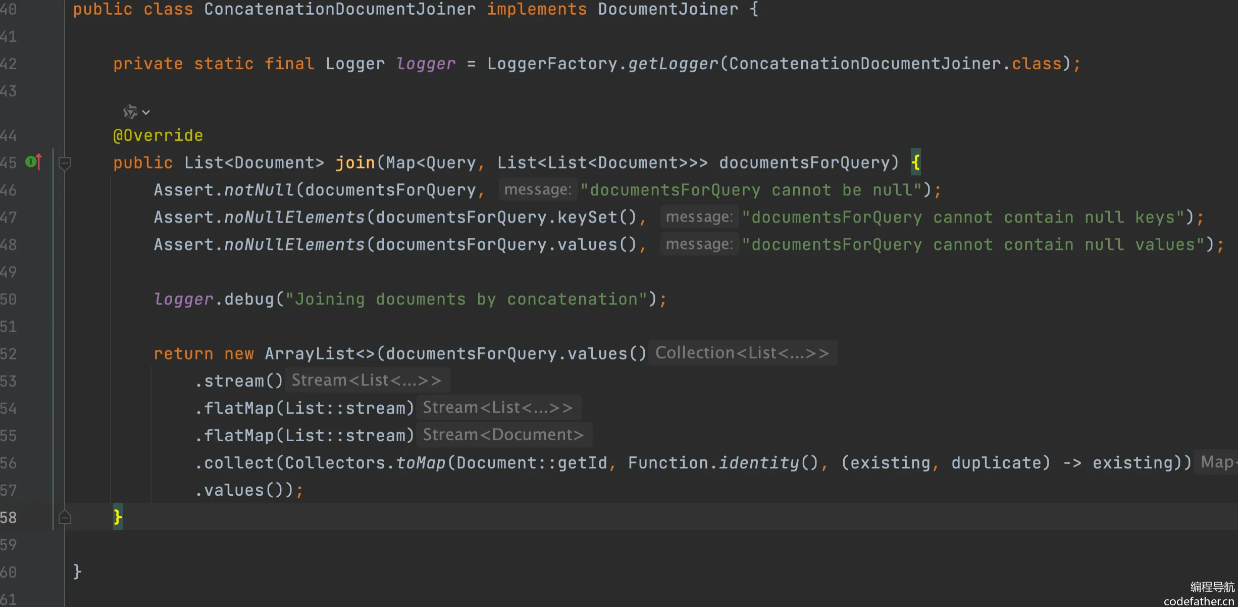 40 public class ConcatenationDocumentJoiner implements DocumentJoiner {
41
42 private static final Logger logger = LoggerFactory.getLogger(ConcatenationDocumentJoiner.class);
43
44 @Override
45 public List<Document> join(Map<Query, List<List<Document>>> documentsForQuery) {
46 Assert.notNull(documentsForQuery, message: "documentsForQuery cannot be null");
47 Assert.noNullElements(documentsForQuery.keySet(), message: "documentsForQuery cannot contain null keys");
48 Assert.noNullElements(documentsForQuery.values(), message: "documentsForQuery cannot contain null values");
49
50 logger.debug("Joining documents by concatenation");
51
52 return new ArrayList<>(documentsForQuery.values() Collection<List<...>>
53 .stream() Stream<List<...>>
54 .flatMap(List::stream) Stream<List<...>>
55 .flatMap(List::stream) Stream<Document>
56 .collect(Collectors.toMap(Document::getId, Function.identity(), (existing, duplicate) -> existing)) Map<
57 .values());
58 }
59
60 }
61
编程导航
codefather.cn